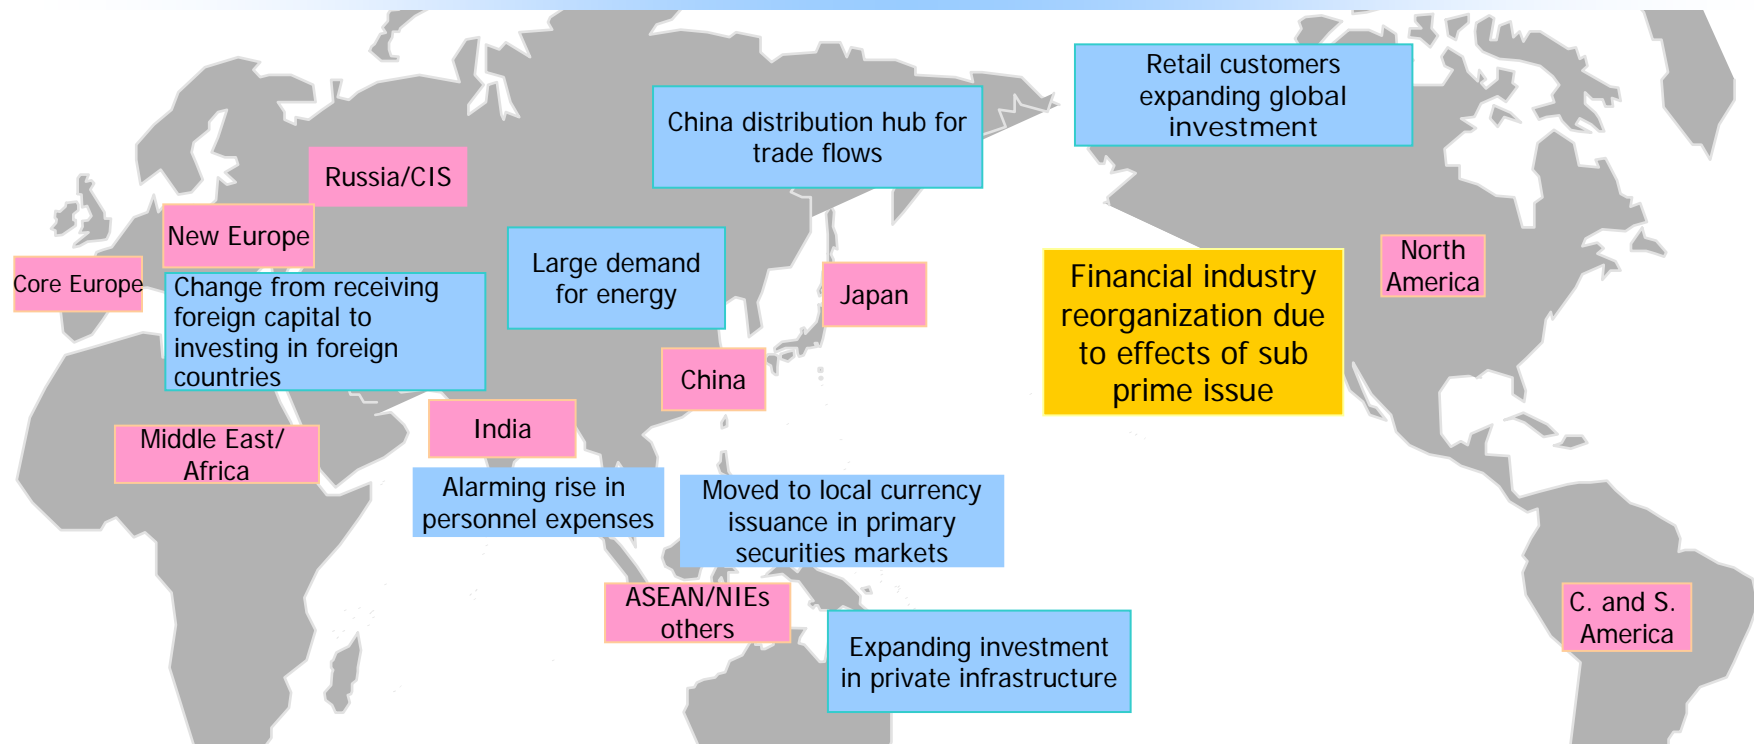 Retail customers
expanding global
investment
China distribution hub for
trade flows
Russia/CIS
New Europe
Core Europe
Change from receiving
foreign capital to
investing in foreign
countries
Large demand
for energy
Japan
Financial industry
reorganization due
to effects of sub
prime issue
North
America
China
India
Middle East/
Africa
Alarming rise in
personnel expenses
Moved to local currency
issuance in primary
securities markets
ASEAN/NIEs
others
Expanding investment
in private infrastructure
C. and S.
America